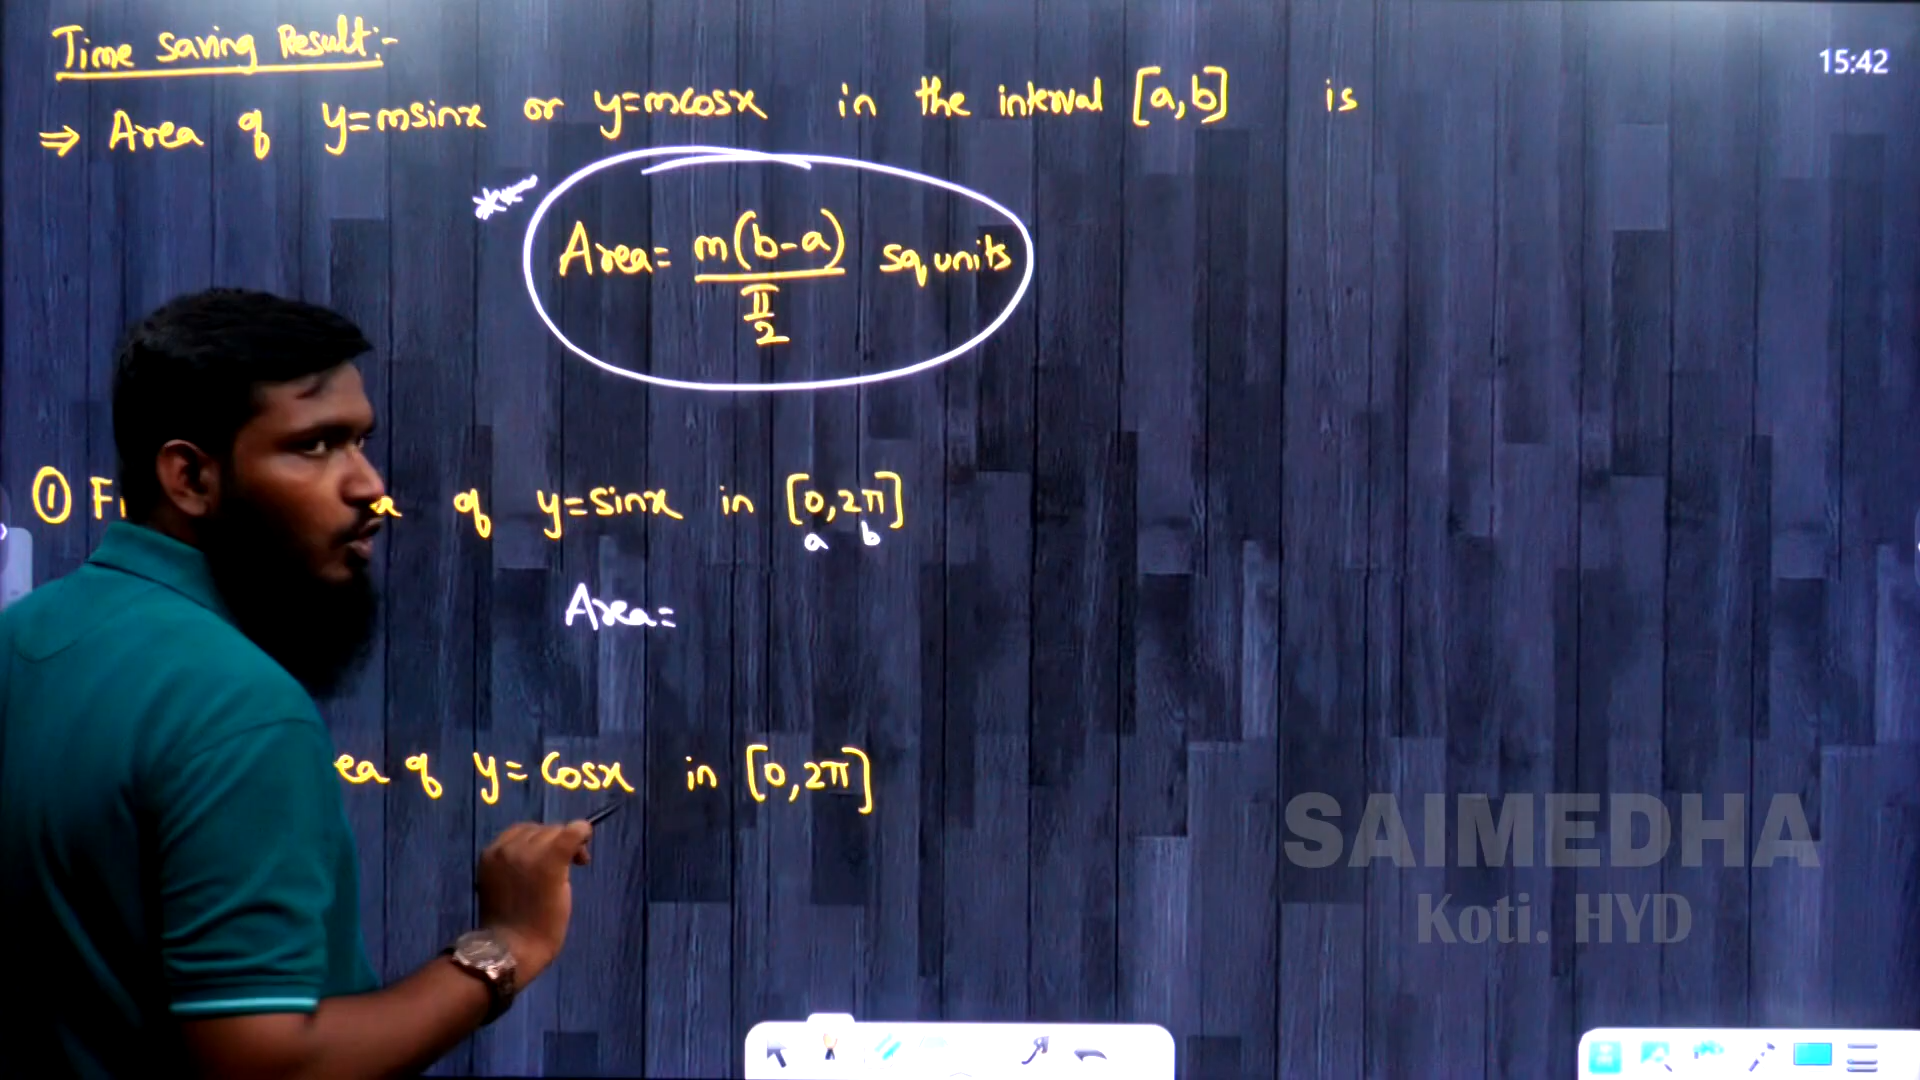 Time Saving Result:-
15:42
⇒ Area of y=msinx or y=mcosx in the interval [a,b] is
Area = m(b-a) / π/2 sq units
① Fi a of y=sinx in [0,2π]
a b
Area=
ea of y=cosx in [0,2π]
SAIMEDHA
Koti. HYD